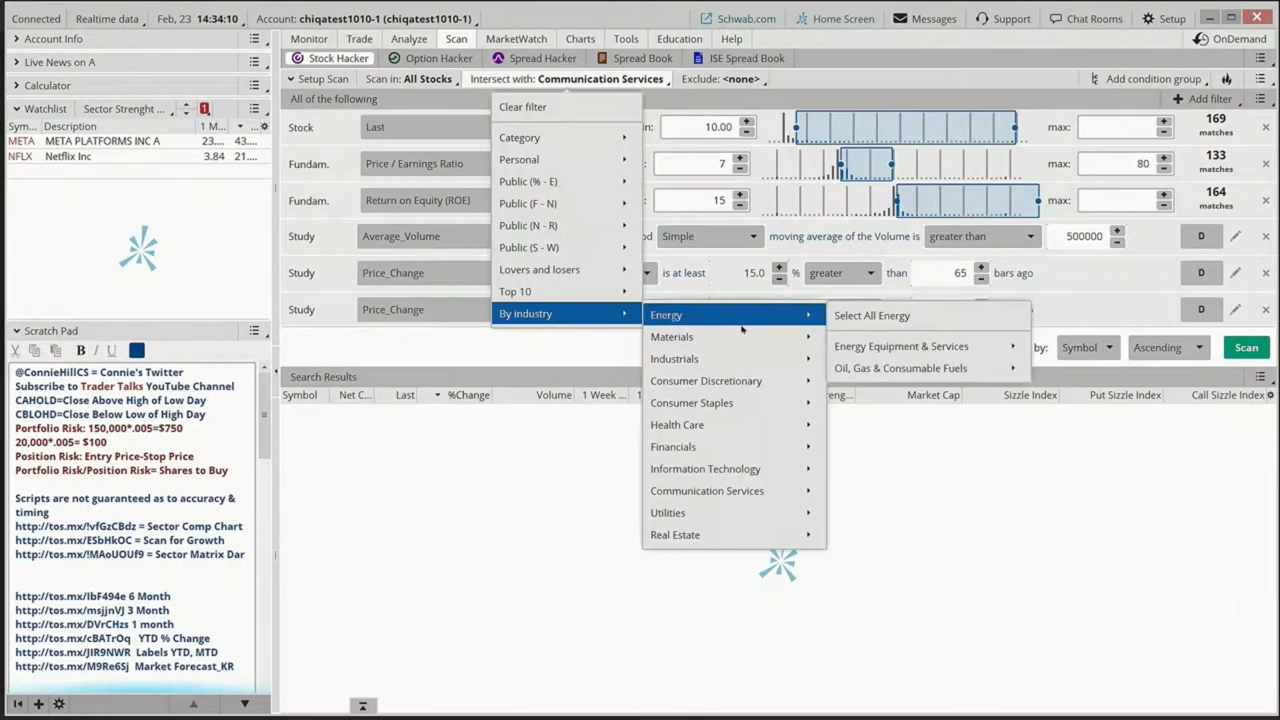 Connected Realtime data Feb, 23 14:34:10 Account: chiqatest1010-1 (chiqatest1010-1) Schwab.com Home Screen Messages Support Chat Rooms Setup
Account Info
Live News on A
Calculator
Watchlist Sector Strenght ... 1
Sym... Description 1 M...
META META PLATFORMS INC A 23.... 43....
NFLX Netflix Inc 3.84 21....
Scratch Pad
B I U
@ConnieHillCS = Connie's Twitter
Subscribe to Trader Talks YouTube Channel
CAHOLD=Close Above High of Low Day
CBLOHD=Close Below Low of High Day
Portfolio Risk: 150,000*.005=$750
20,000*.005= $100
Position Risk: Entry Price-Stop Price
Portfolio Risk/Position Risk= Shares to Buy
Scripts are not guaranteed as to accuracy &
timing
http://tos.mx/!vfGzCBdz = Sector Comp Chart
http://tos.mx/ESbHkOC = Scan for Growth
http://tos.mx/!MAoUOUf9 = Sector Matrix Dar
http://tos.mx/IbF494e 6 Month
http://tos.mx/msjjnVJ 3 Month
http://tos.mx/DVrCHzs 1 month
http://tos.mx/cBATrOq YTD % Change
http://tos.mx/JIR9NWR Labels YTD, MTD
http://tos.mx/M9Re6Sj Market Forecast_KR
Monitor Trade Analyze Scan MarketWatch Charts Tools Education Help OnDemand
Stock Hacker Option Hacker Spread Hacker Spread Book ISE Spread Book
Setup Scan Scan in: All Stocks Intersect with: Communication Services Exclude: <none> Add condition group
All of the following Add filter
Stock Last in: 10.00 max: 169
matches
Fundam. Price / Earnings Ratio : 7 max: 80 133
matches
Fundam. Return on Equity (ROE) : 15 max: 164
matches
Study Average_Volume d Simple moving average of the Volume is greater than 500000 D
Study Price_Change is at least 15.0 % greater than 65 bars ago D
Study Price_Change D
by: Symbol Ascending Scan
Search Results
Symbol Net C... Last %Change Volume 1 Week ... reng... Market Cap Sizzle Index Put Sizzle Index Call Sizzle Index
Clear filter
Category
Personal
Public (% - E)
Public (F - N)
Public (N - R)
Public (S - W)
Lovers and losers
Top 10
By industry
Energy
Materials
Industrials
Consumer Discretionary
Consumer Staples
Health Care
Financials
Information Technology
Communication Services
Utilities
Real Estate
Select All Energy
Energy Equipment & Services
Oil, Gas & Consumable Fuels